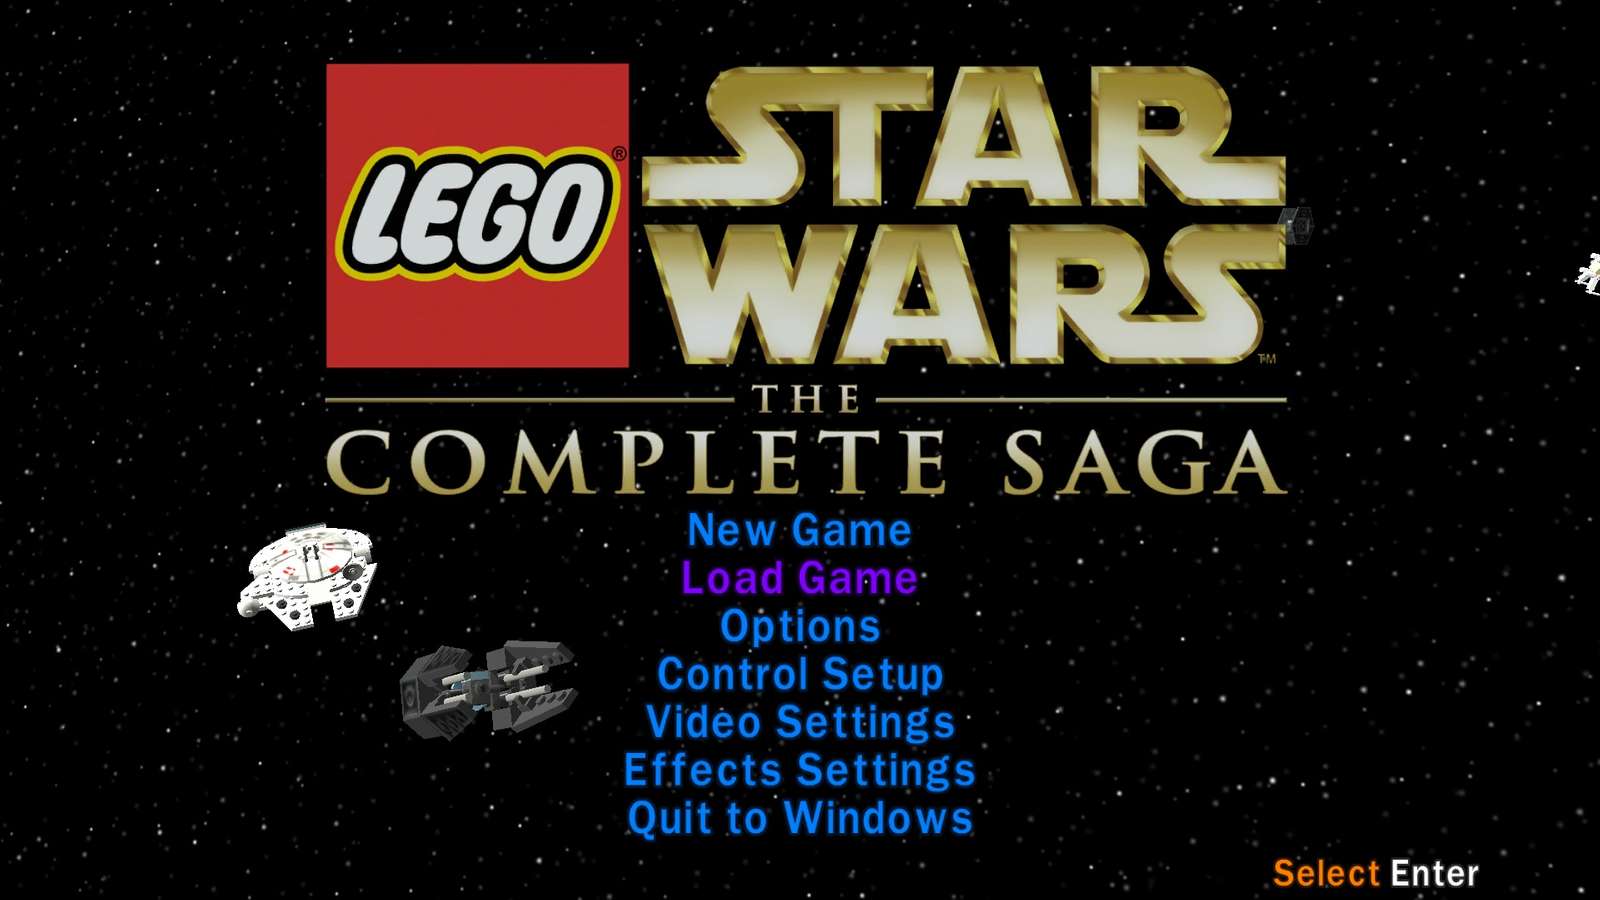 LEGO®
STAR
WARS™
THE
COMPLETE SAGA
New Game
Load Game
Options
Control Setup
Video Settings
Effects Settings
Quit to Windows
Select Enter